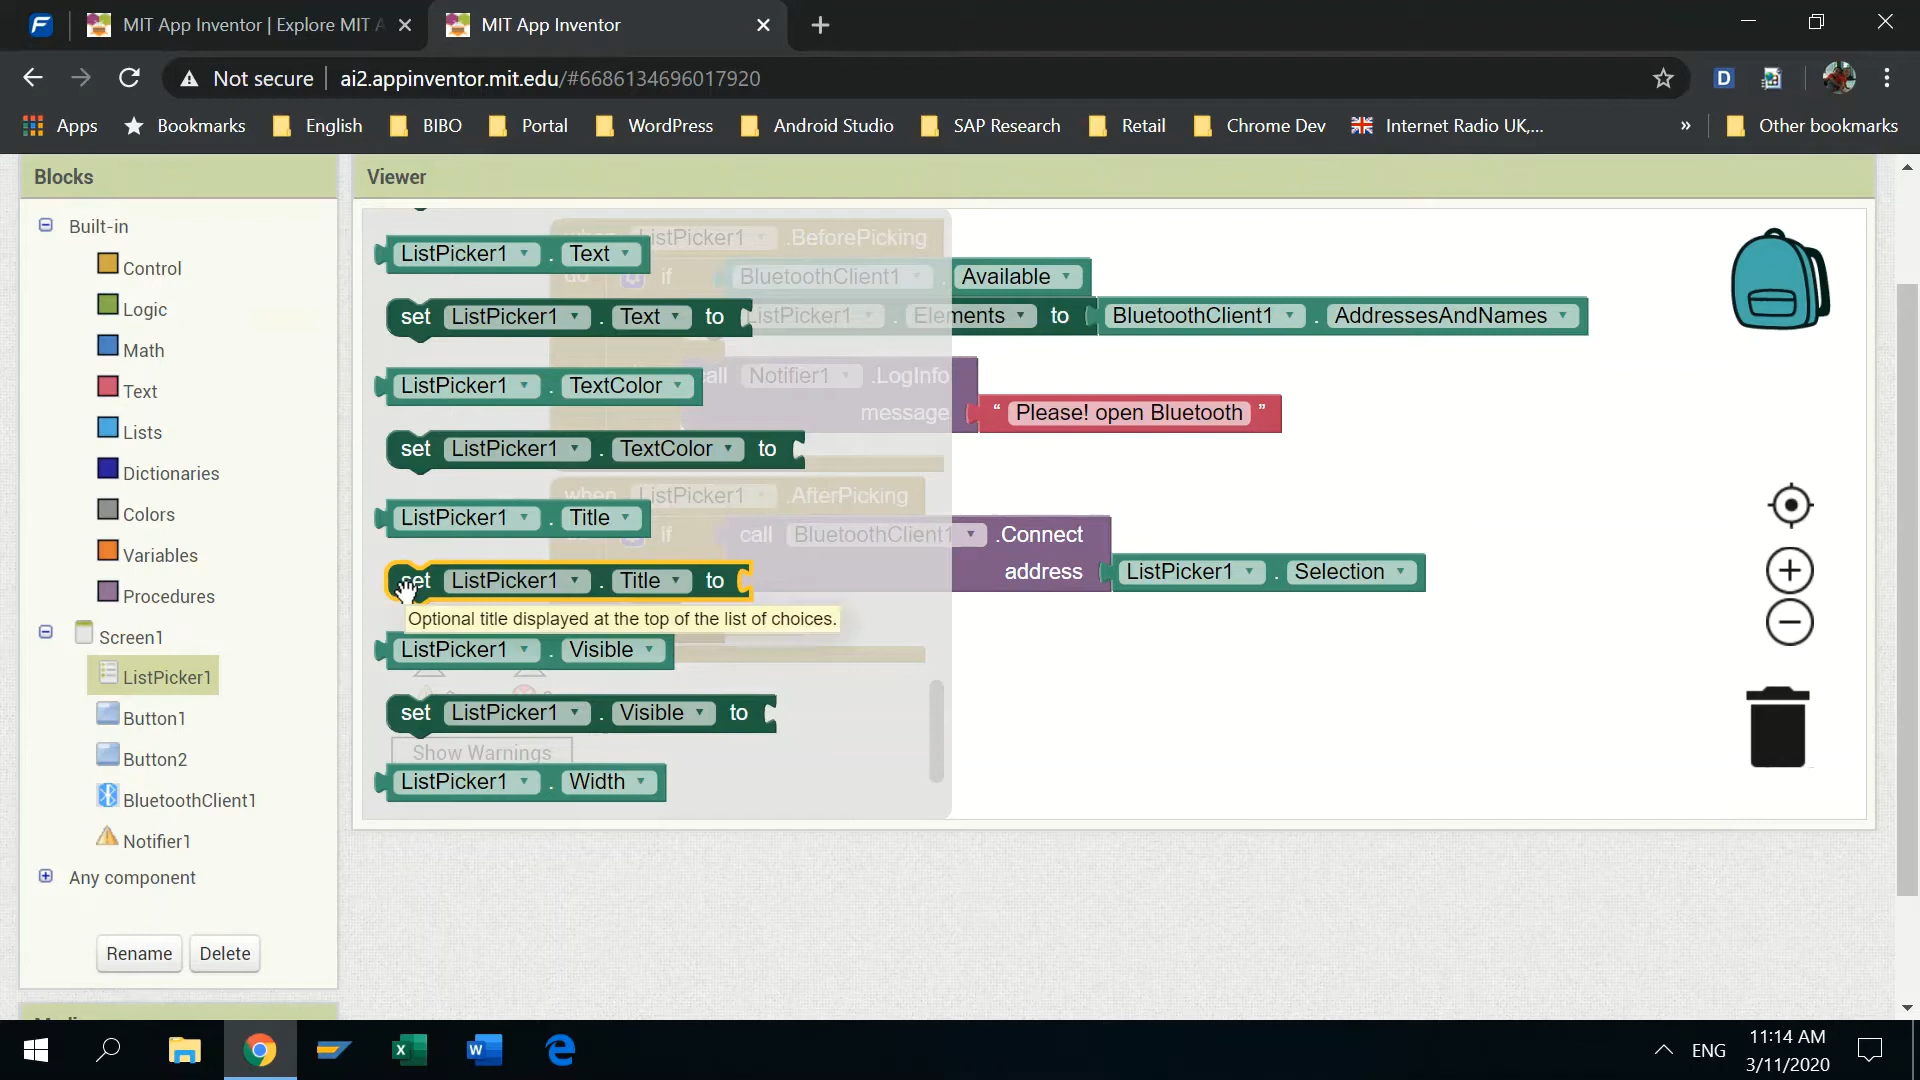 MIT App Inventor | Explore MIT A
MIT App Inventor
Not secure
ai2.appinventor.mit.edu/#6686134696017920
D
Apps
Bookmarks
English
BIBO
Portal
WordPress
Android Studio
SAP Research
Retail
Chrome Dev
Internet Radio UK,...
»
Other bookmarks
Blocks
Viewer
Built-in
Control
Logic
Math
Text
Lists
Dictionaries
Colors
Variables
Procedures
Screen1
ListPicker1
Button1
Button2
BluetoothClient1
Notifier1
Any component
Rename
Delete
ListPicker1 . Text
set ListPicker1 . Text to
ListPicker1 . TextColor
set ListPicker1 . TextColor to
ListPicker1 . Title
set ListPicker1 . Title to
Optional title displayed at the top of the list of choices.
ListPicker1 . Visible
set ListPicker1 . Visible to
Show Warnings
ListPicker1 . Width
when ListPicker1 .BeforePicking
do if BluetoothClient1 . Available
ListPicker1 . Elements to BluetoothClient1 . AddressesAndNames
call Notifier1 .LogInfo
message " Please! open Bluetooth "
when ListPicker1 .AfterPicking
if call BluetoothClient1 .Connect
address ListPicker1 . Selection
ENG
11:14 AM
3/11/2020